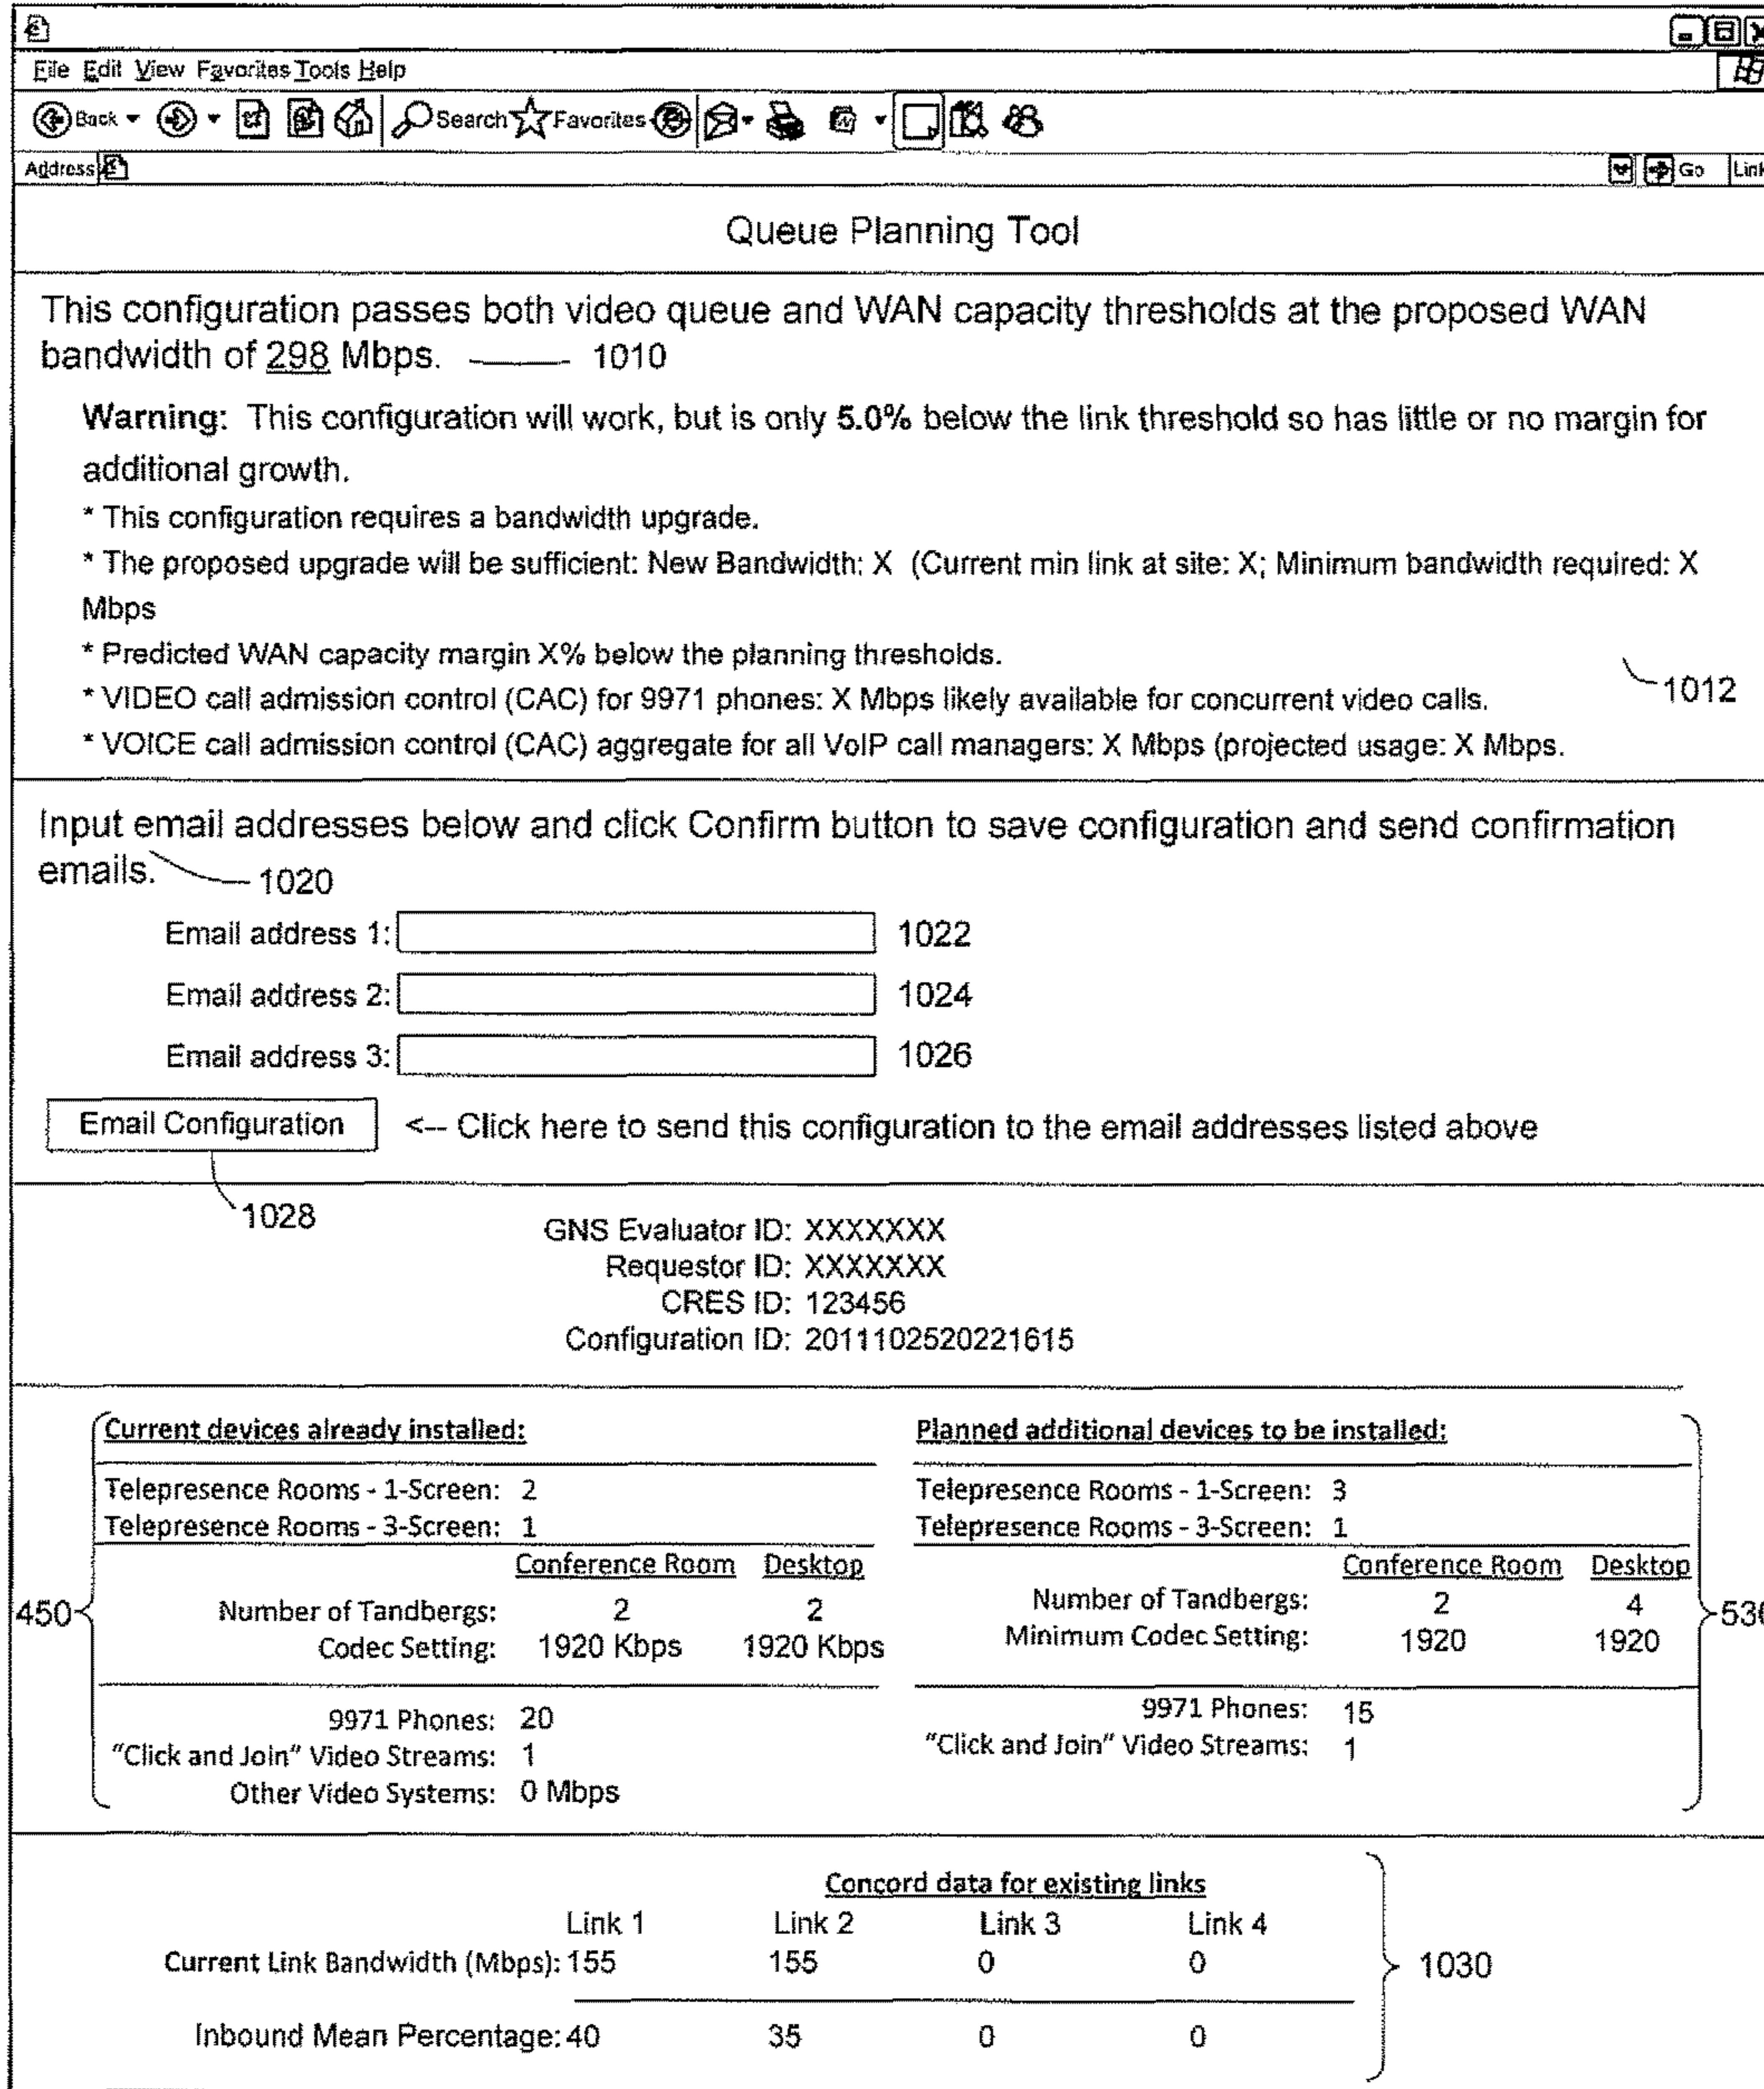 File Edit View Favorites Tools Help
Back Search Favorites
Address Go Link
Queue Planning Tool
This configuration passes both video queue and WAN capacity thresholds at the proposed WAN
bandwidth of 298 Mbps. 1010
Warning: This configuration will work, but is only 5.0% below the link threshold so has little or no margin for
additional growth.
* This configuration requires a bandwidth upgrade.
* The proposed upgrade will be sufficient: New Bandwidth: X (Current min link at site: X; Minimum bandwidth required: X
Mbps
* Predicted WAN capacity margin X% below the planning thresholds.
* VIDEO call admission control (CAC) for 9971 phones: X Mbps likely available for concurrent video calls.
1012
* VOICE call admission control (CAC) aggregate for all VoIP call managers: X Mbps (projected usage: X Mbps.
Input email addresses below and click Confirm button to save configuration and send confirmation
emails. 1020
Email address 1: 1022
Email address 2: 1024
Email address 3: 1026
Email Configuration <-- Click here to send this configuration to the email addresses listed above
1028
GNS Evaluator ID: XXXXXXX
Requestor ID: XXXXXXX
CRES ID: 123456
Configuration ID: 2011102520221615
Current devices already installed:
Telepresence Rooms - 1-Screen: 2
Telepresence Rooms - 3-Screen: 1
Conference Room Desktop
450
Number of Tandbergs: 2 2
Codec Setting: 1920 Kbps 1920 Kbps
9971 Phones: 20
"Click and Join" Video Streams: 1
Other Video Systems: 0 Mbps
Planned additional devices to be installed:
Telepresence Rooms - 1-Screen: 3
Telepresence Rooms - 3-Screen: 1
Conference Room Desktop
Number of Tandbergs: 2 4
Minimum Codec Setting: 1920 1920
9971 Phones: 15
"Click and Join" Video Streams: 1
Concord data for existing links
Link 1 Link 2 Link 3 Link 4
Current Link Bandwidth (Mbps): 155 155 0 0
1030
Inbound Mean Percentage: 40 35 0 0